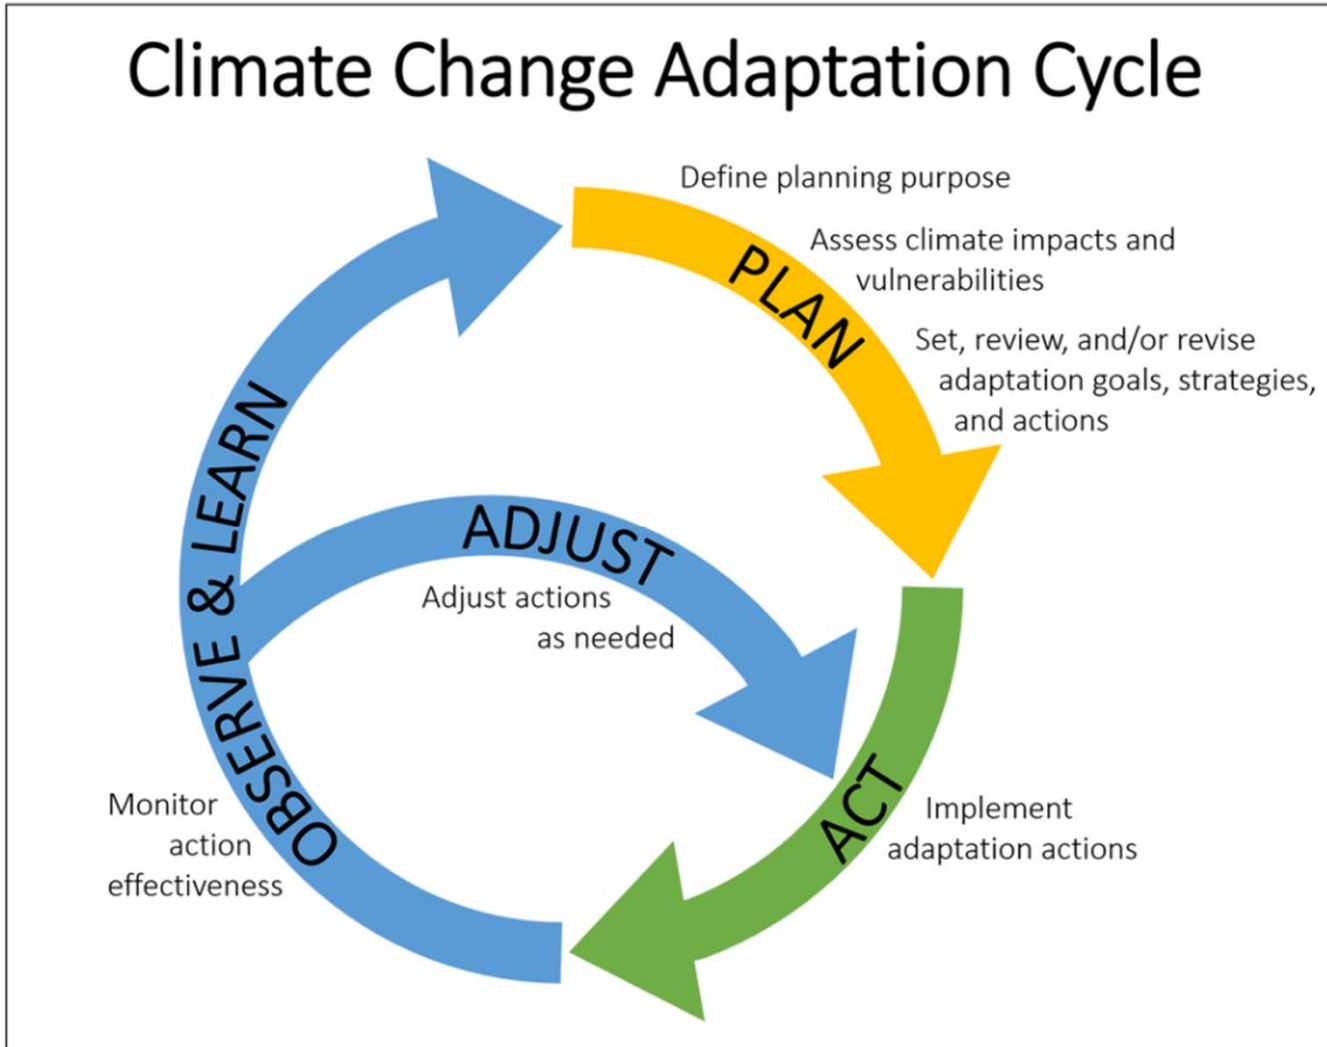 Climate Change Adaptation Cycle
Define planning purpose
PLAN
Assess climate impacts and
vulnerabilities
Set, review, and/or revise
adaptation goals, strategies,
and actions
OBSERVE & LEARN
ADJUST
Adjust actions
as needed
ACT
Implement
adaptation actions
Monitor
action
effectiveness